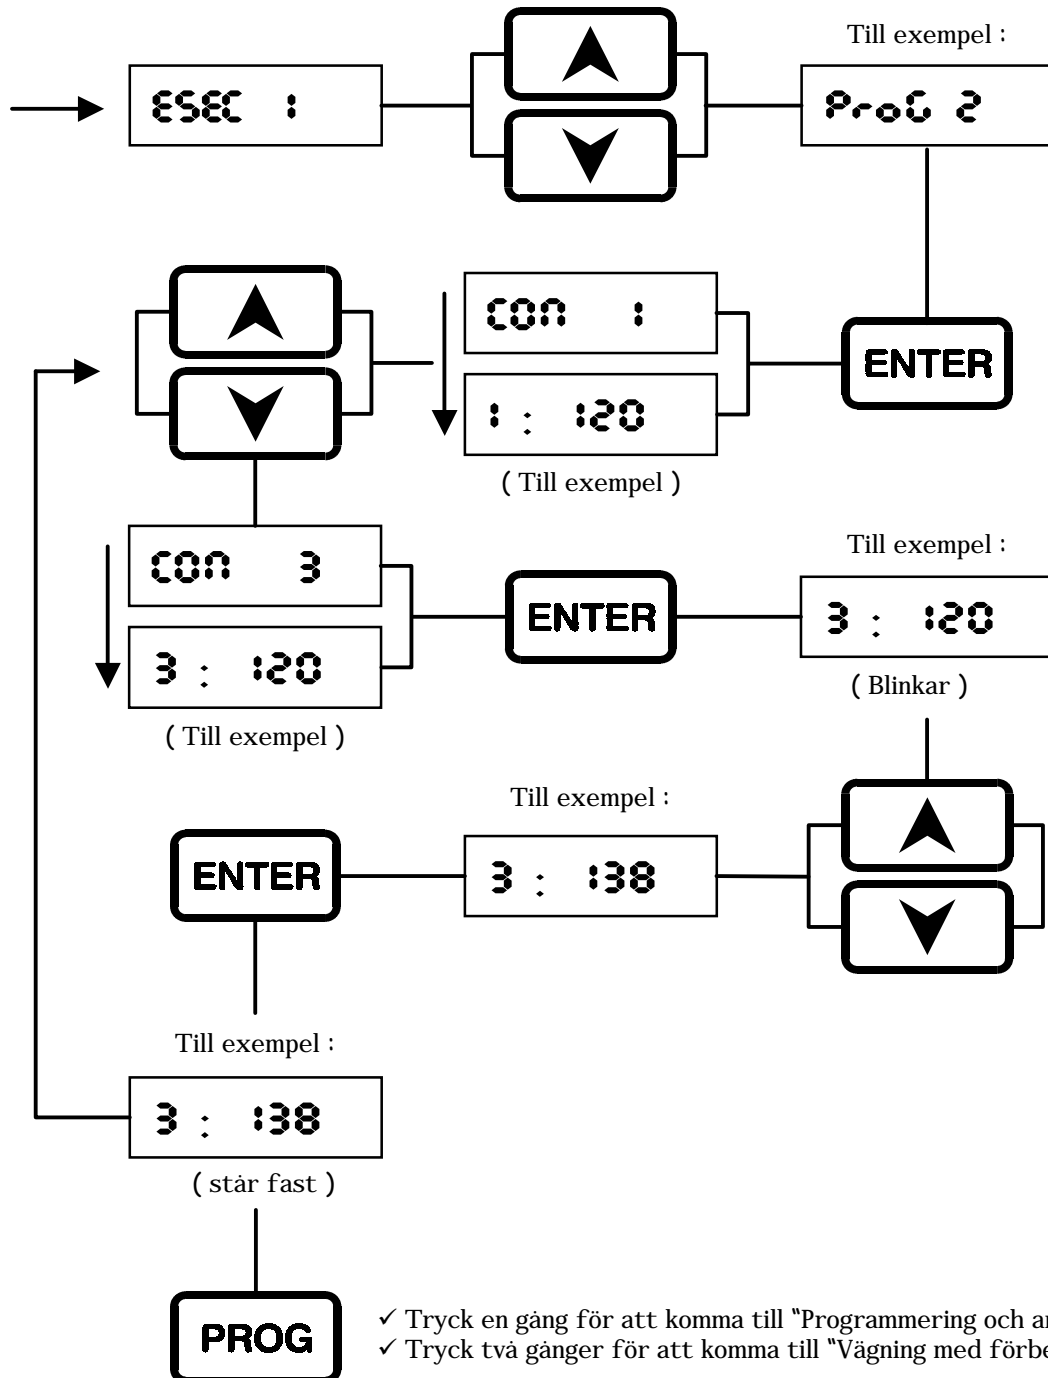 Till exempel :
ESEC 1
ProG 2
ENTER
CON 1
1 : 120
( Till exempel )
CON 3
3 : 120
( Till exempel )
ENTER
Till exempel :
3 : 120
( Blinkar )
Till exempel :
3 : 138
ENTER
Till exempel :
3 : 138
( står fast )
PROG
✓ Tryck en gång för att komma till "Programmering och
✓ Tryck två gånger för att komma till "Vägning med